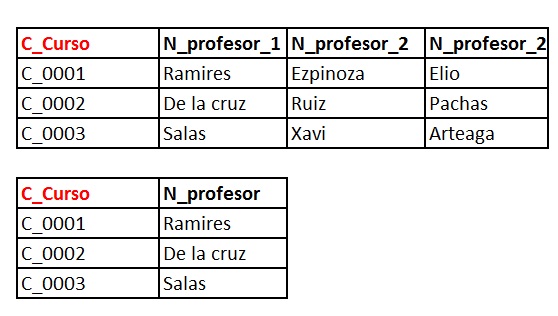 C_Curso N_profesor_1 N_profesor_2 N_profesor_2
C_0001 Ramires Ezpinoza Elio
C_0002 De la cruz Ruiz Pachas
C_0003 Salas Xavi Arteaga
C_Curso N_profesor
C_0001 Ramires
C_0002 De la cruz
C_0003 Salas